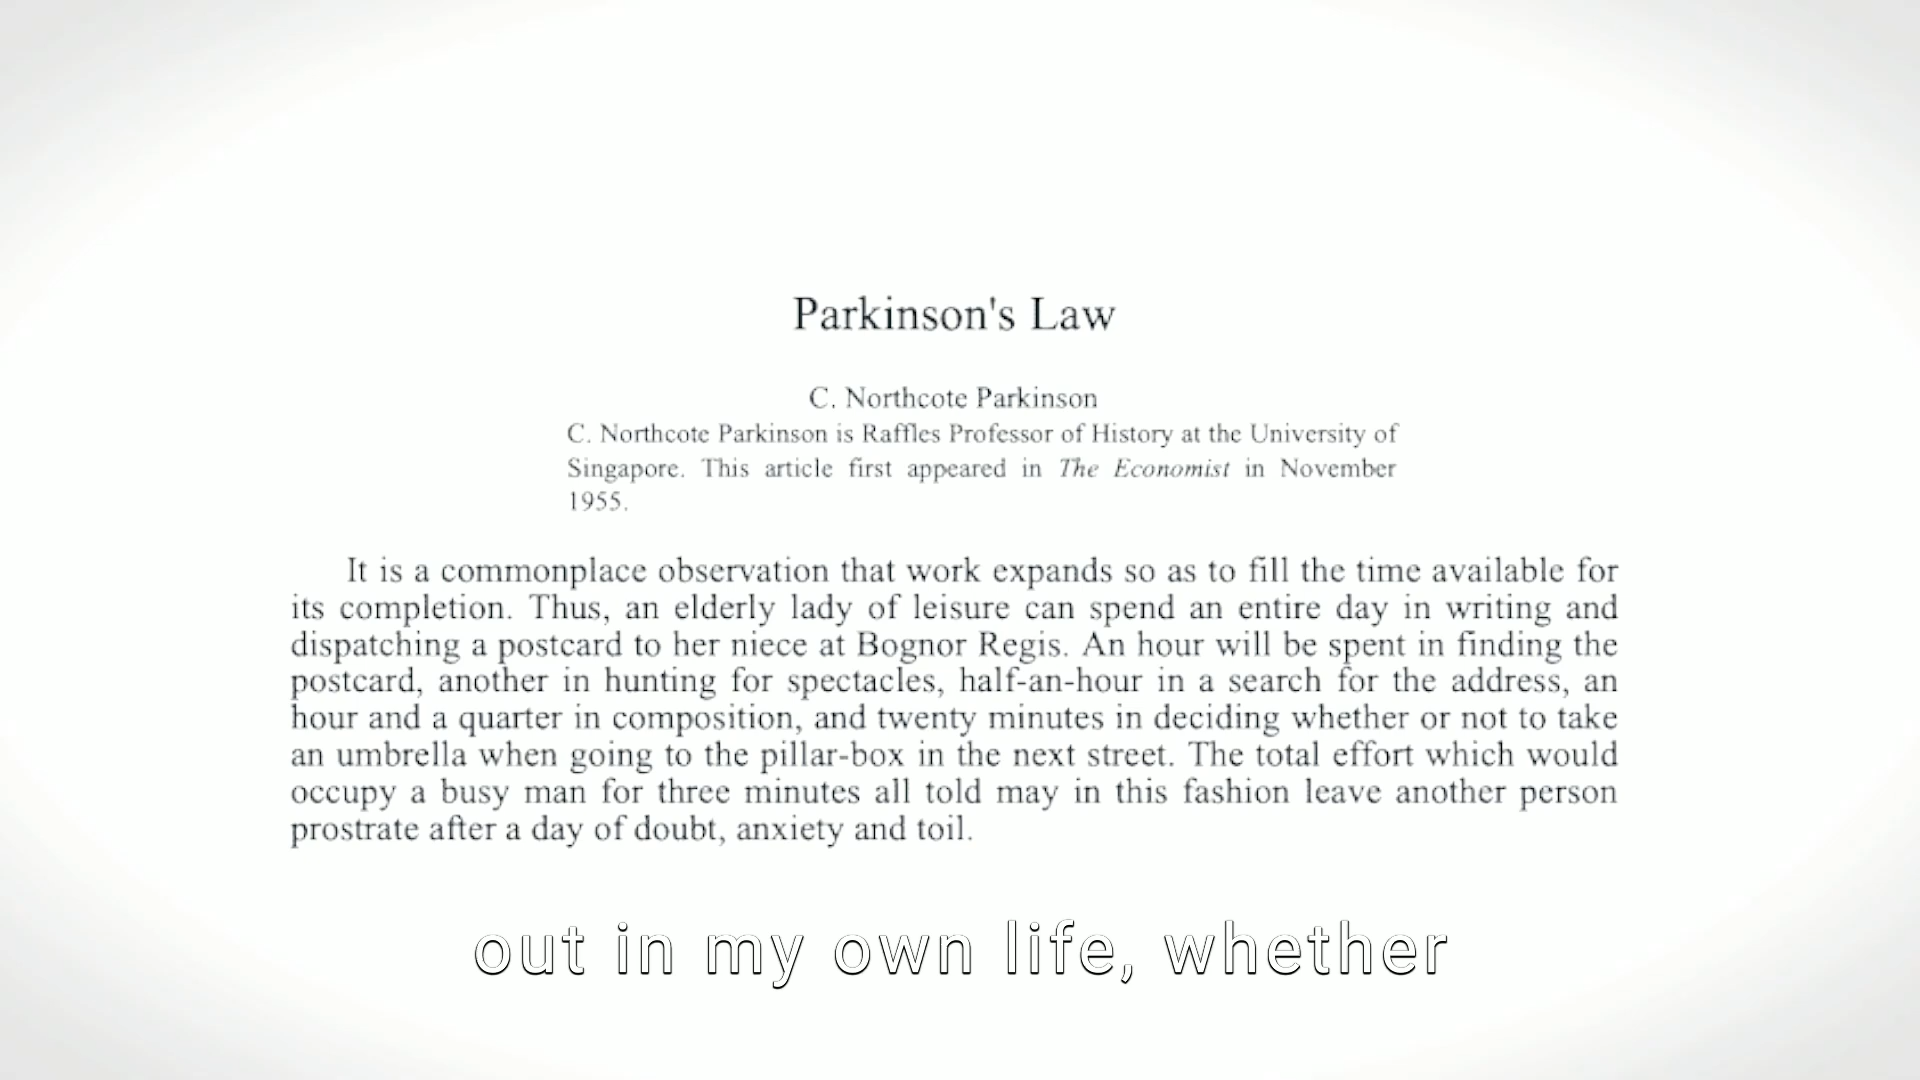 Parkinson's Law
C. Northcote Parkinson
C. Northcote Parkinson is Raffles Professor of History at the University of
Singapore. This article first appeared in The Economist in November
1955.
It is a commonplace observation that work expands so as to fill the time available for
its completion. Thus, an elderly lady of leisure can spend an entire day in writing and
dispatching a postcard to her niece at Bognor Regis. An hour will be spent in finding the
postcard, another in hunting for spectacles, half-an-hour in a search for the address, an
hour and a quarter in composition, and twenty minutes in deciding whether or not to take
an umbrella when going to the pillar-box in the next street. The total effort which would
occupy a busy man for three minutes all told may in this fashion leave another person
prostrate after a day of doubt, anxiety and toil.
out in my own life, whether